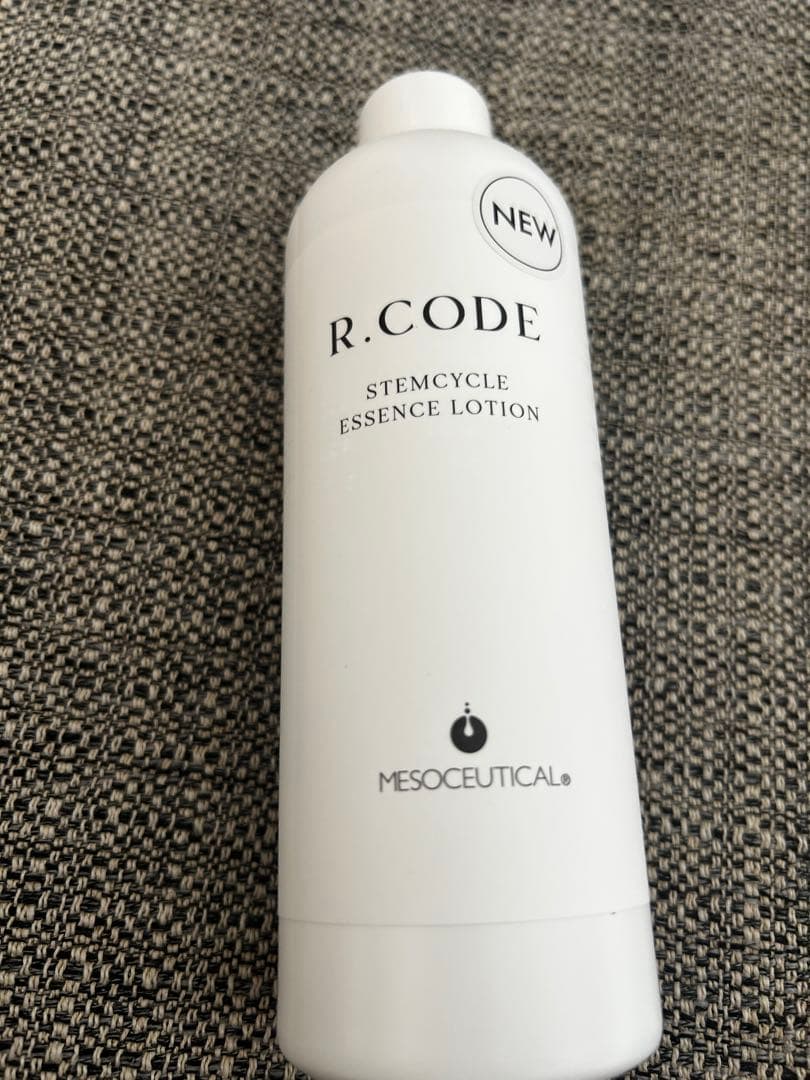 NEW
R.CODE
STEMCYCLE
ESSENCE LOTION
MESOCEUTICAL®